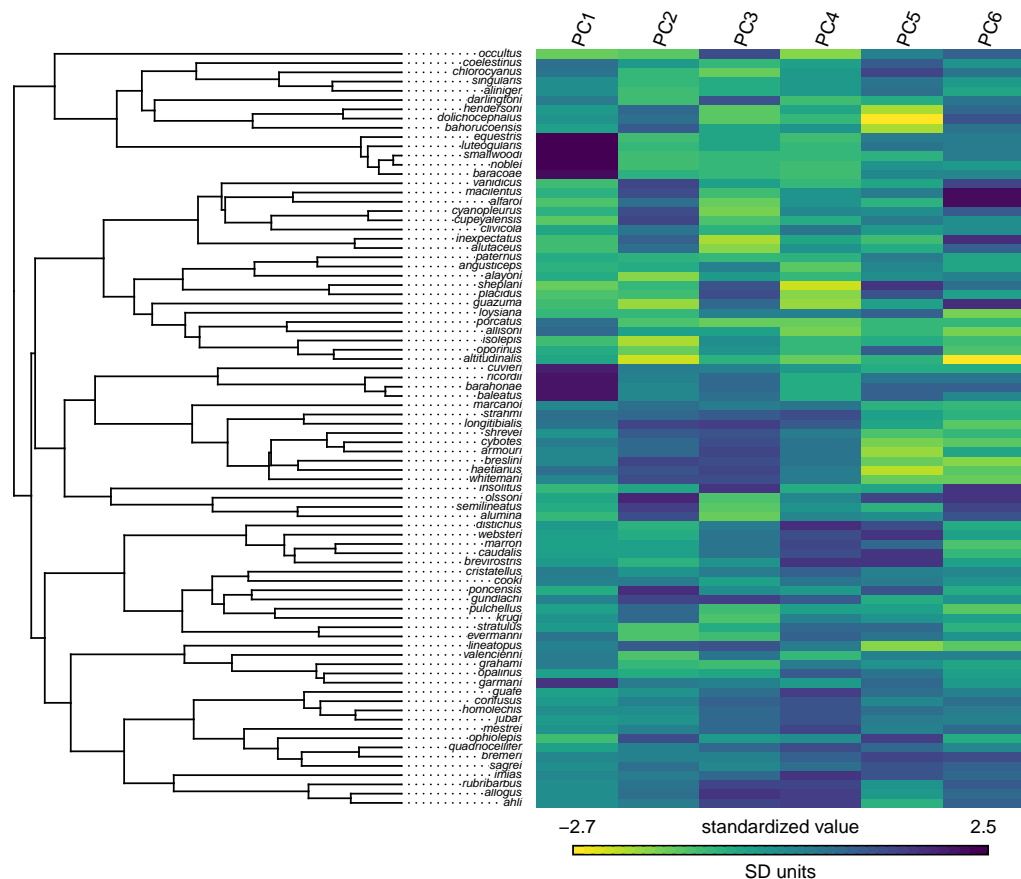 PC1 PC2 PC3 PC4 PC5 PC6
occultus
coelestinus
chlorocyanus
singularis
aliniger
darlingtoni
hendersoni
dolichocephalus
bahorucoensis
equestris
luteogularis
smallwoodi
noblei
baracoae
vanidicus
macilentus
alfaroi
cyanopleurus
cupeyalensis
clivicola
inexpectatus
alutaceus
paternus
angusticeps
alayoni
sheplani
placidus
guazuma
loysiana
porcatus
allisoni
isolepis
oporinus
altitudinalis
cuvieri
ricordii
barahonae
baleatus
marcanoi
strahmi
longitibialis
shrevei
cybotes
armouri
breslini
haetianus
whitemani
insolitus
olssoni
semilineatus
alumina
distichus
websteri
marron
caudalis
brevirostris
cristatellus
cooki
poncensis
gundlachi
pulchellus
krugi
stratulus
evermanni
lineatopus
valencienni
grahami
opalinus
garmani
guafe
confusus
homolechis
jubar
mestrei
ophiolepis
quadriocellifer
bremeri
sagrei
imias
rubribarbus
allogus
ahli
−2.7 standardized value 2.5
SD units